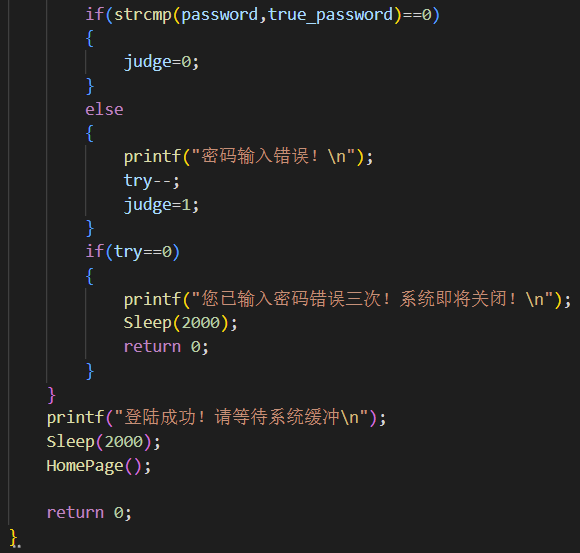 if(strcmp(password,true_password)==0)
{
judge=0;
}
else
{
printf("密码输入错误！\n");
try--;
judge=1;
}
if(try==0)
{
printf("您已输入密码错误三次！系统即将关闭！\n");
Sleep(2000);
return 0;
}
}
printf("登陆成功！请等待系统缓冲\n");
Sleep(2000);
HomePage();
return 0;
}